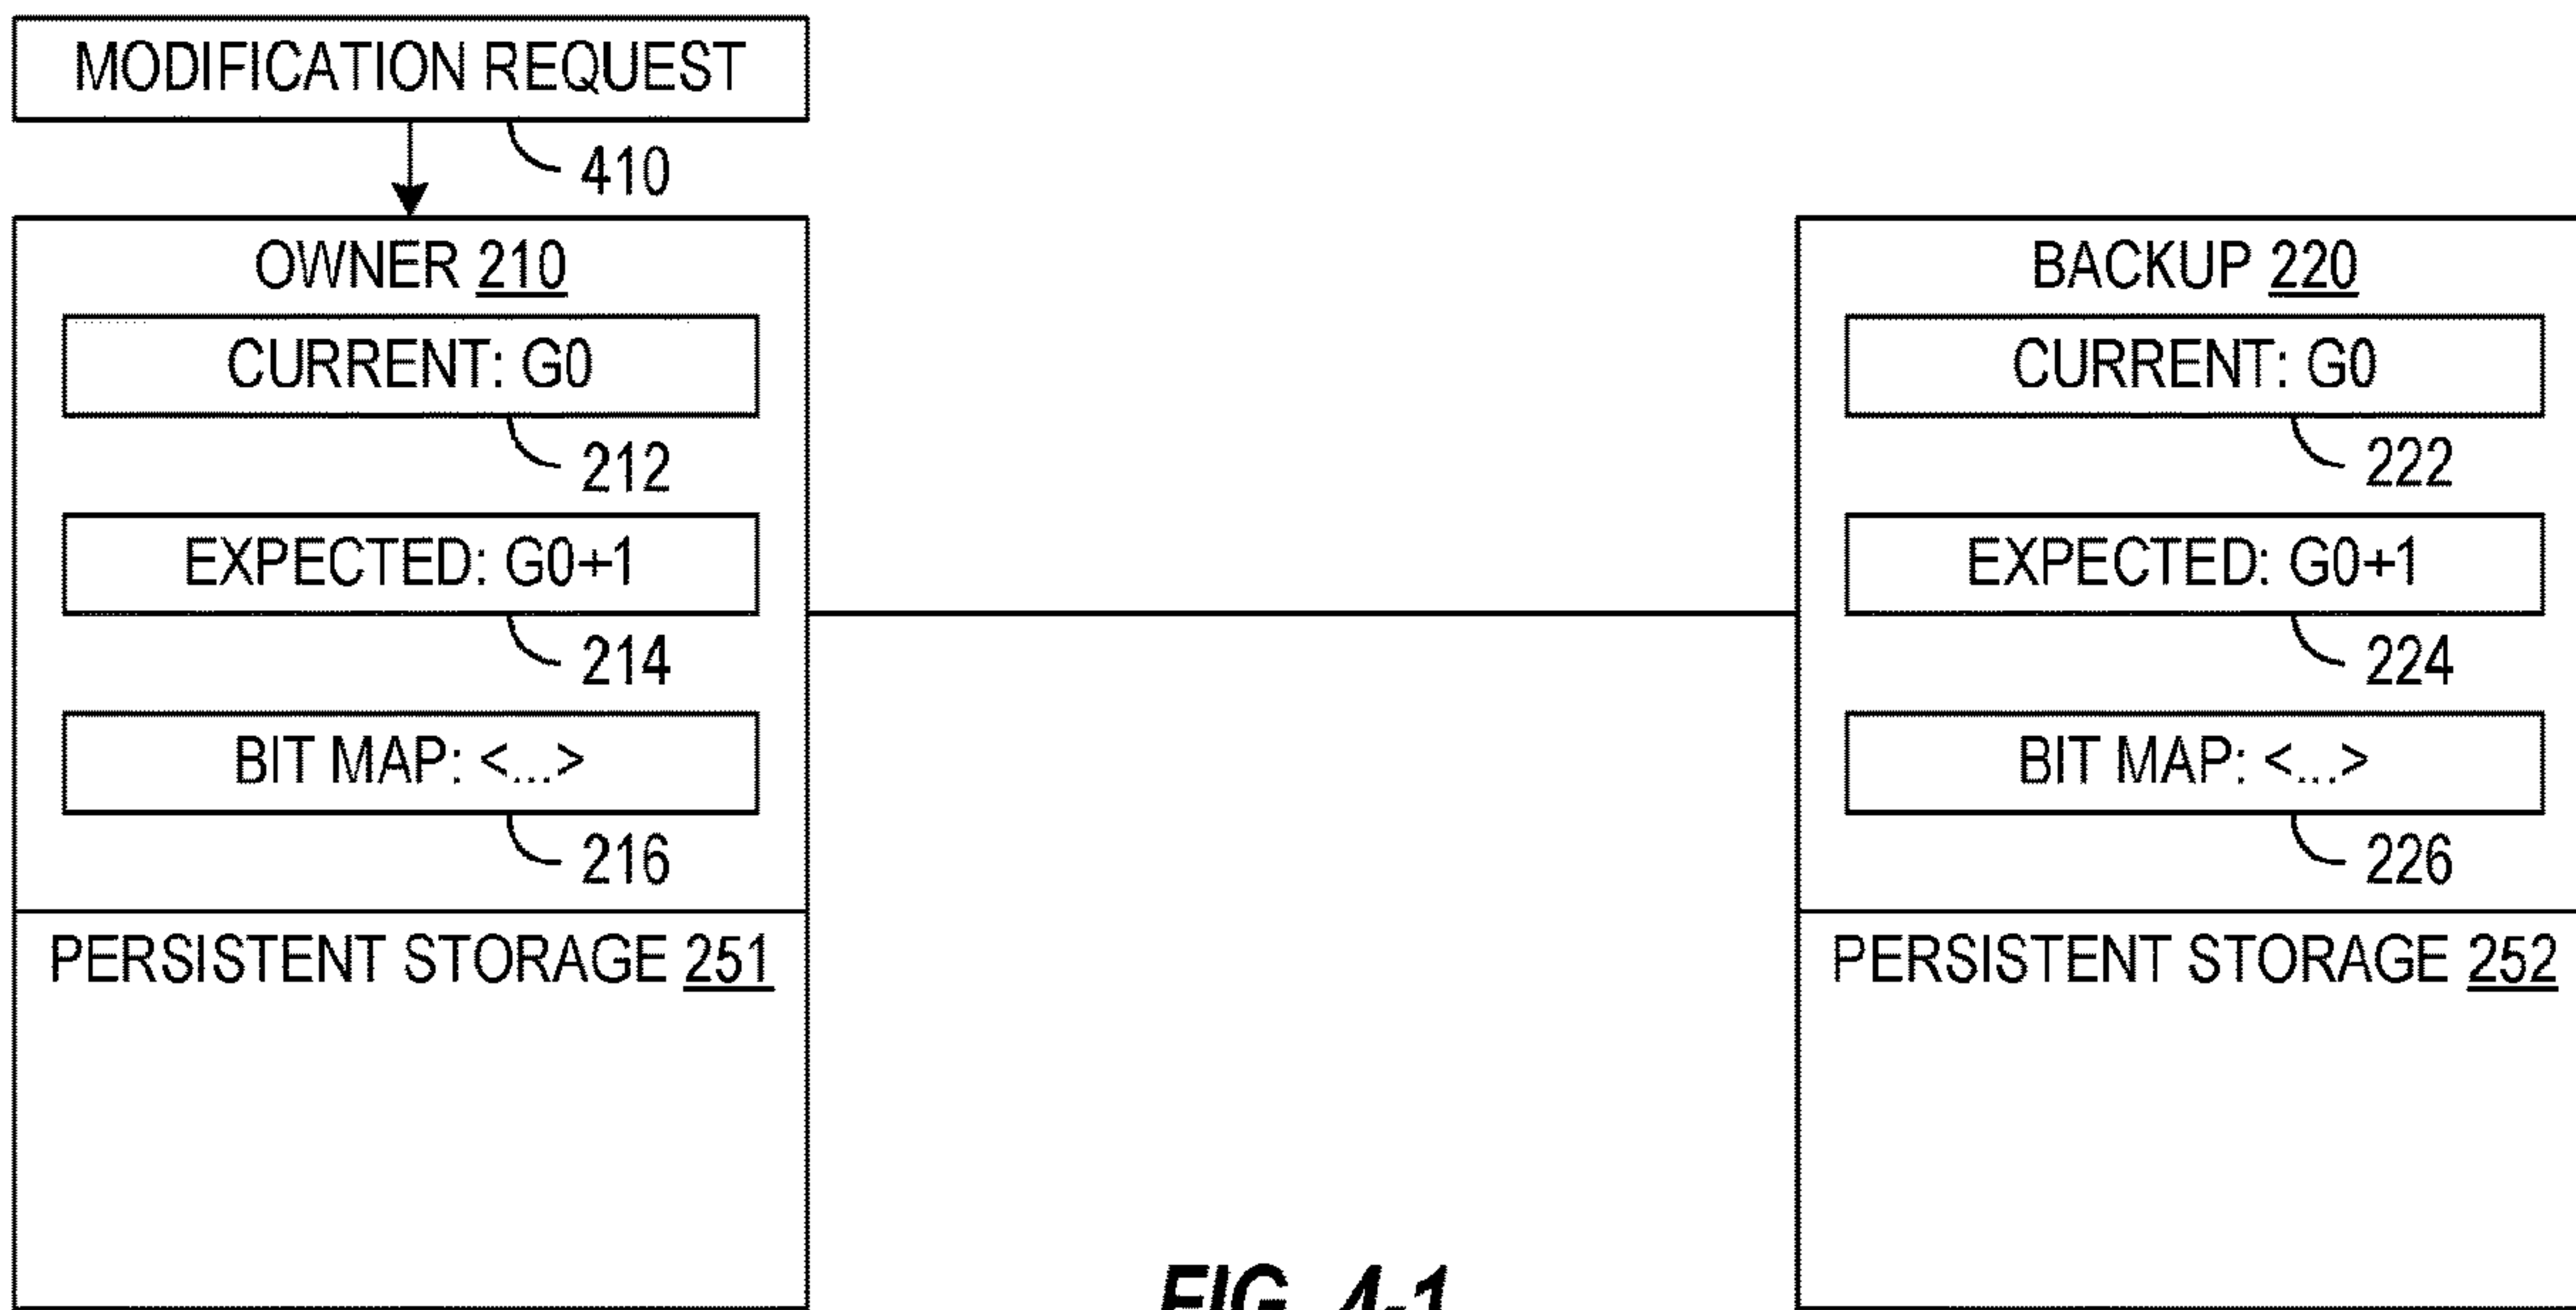 MODIFICATION REQUEST
410
OWNER 210
CURRENT: G0
212
EXPECTED: G0+1
214
BIT MAP: <...>
216
PERSISTENT STORAGE 251
BACKUP 220
CURRENT: G0
222
EXPECTED: G0+1
224
BIT MAP: <...>
226
PERSISTENT STORAGE 252
FIG. 4-1